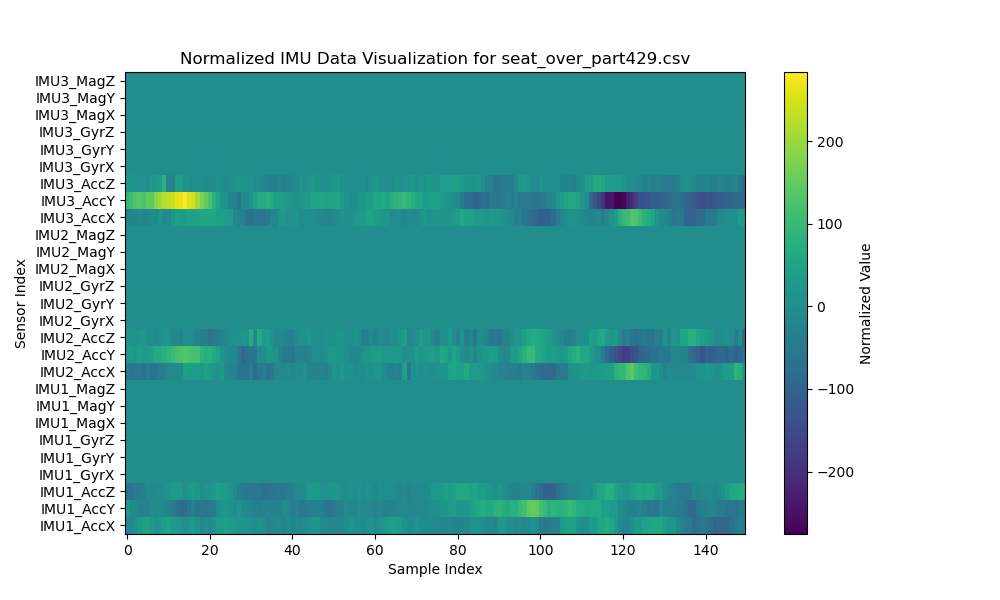 Normalized IMU Data Visualization for seat_over_part429.csv
IMU3_MagZ
IMU3_MagY
IMU3_MagX
IMU3_GyrZ
IMU3_GyrY
IMU3_GyrX
IMU3_AccZ
IMU3_AccY
IMU3_AccX
IMU2_MagZ
IMU2_MagY
IMU2_MagX
IMU2_GyrZ
IMU2_GyrY
IMU2_GyrX
IMU2_AccZ
IMU2_AccY
IMU2_AccX
IMU1_MagZ
IMU1_MagY
IMU1_MagX
IMU1_GyrZ
IMU1_GyrY
IMU1_GyrX
IMU1_AccZ
IMU1_AccY
IMU1_AccX
Sensor Index
0 20 40 60 80 100 120 140
Sample Index
200
100
0
−100
−200
Normalized Value